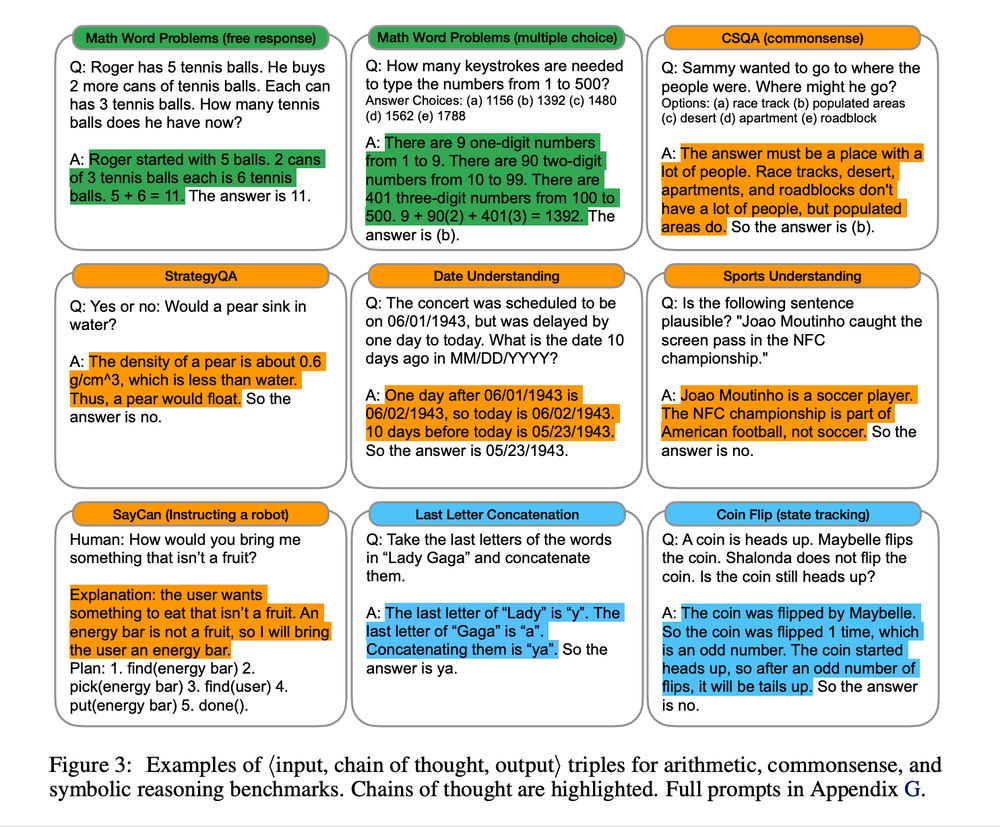 Math Word Problems (free response)
Q: Roger has 5 tennis balls. He buys
2 more cans of tennis balls. Each can
has 3 tennis balls. How many tennis
balls does he have now?
A: Roger started with 5 balls. 2 cans
of 3 tennis balls each is 6 tennis
balls. 5 + 6 = 11. The answer is 11.
Math Word Problems (multiple choice)
Q: How many keystrokes are needed
to type the numbers from 1 to 500?
Answer Choices: (a) 1156 (b) 1392 (c) 1480
(d) 1562 (e) 1788
A: There are 9 one-digit numbers
from 1 to 9. There are 90 two-digit
numbers from 10 to 99. There are
401 three-digit numbers from 100 to
500. 9 + 90(2) + 401(3) = 1392. The
answer is (b).
CSQA (commonsense)
Q: Sammy wanted to go to where the
people were. Where might he go?
Options: (a) race track (b) populated areas
(c) desert (d) apartment (e) roadblock
A: The answer must be a place with a
lot of people. Race tracks, desert,
apartments, and roadblocks don't
have a lot of people, but populated
areas do. So the answer is (b).
StrategyQA
Q: Yes or no: Would a pear sink in
water?
A: The density of a pear is about 0.6
g/cm^3, which is less than water.
Thus, a pear would float. So the
answer is no.
Date Understanding
Q: The concert was scheduled to be
on 06/01/1943, but was delayed by
one day to today. What is the date 10
days ago in MM/DD/YYYY?
A: One day after 06/01/1943 is
06/02/1943, so today is 06/02/1943.
10 days before today is 05/23/1943.
So the answer is 05/23/1943.
Sports Understanding
Q: Is the following sentence
plausible? "Joao Moutinho caught the
screen pass in the NFC
championship."
A: Joao Moutinho is a soccer player.
The NFC championship is part of
American football, not soccer. So the
answer is no.
SayCan (Instructing a robot)
Human: How would you bring me
something that isn’t a fruit?
Explanation: the user wants
something to eat that isn’t a fruit. An
energy bar is not a fruit, so I will bring
the user an energy bar.
Plan: 1. find(energy bar) 2.
pick(energy bar) 3. find(user) 4.
put(energy bar) 5. done().
Last Letter Concatenation
Q: Take the last letters of the words
in “Lady Gaga” and concatenate
them.
A: The last letter of “Lady” is “y”. The
last letter of “Gaga” is “a”.
Concatenating them is “ya”. So the
answer is ya.
Coin Flip (state tracking)
Q: A coin is heads up. Maybelle flips
the coin. Shalonda does not flip the
coin. Is the coin still heads up?
A: The coin was flipped by Maybelle.
So the coin was flipped 1 time, which
is an odd number. The coin started
heads up, so after an odd number of
flips, it will be tails up. So the answer
is no.
Figure 3: Examples of ⟨input, chain of thought, output⟩ triples for arithmetic, commonsense, and
symbolic reasoning benchmarks. Chains of thought are highlighted. Full prompts in Appendix G.